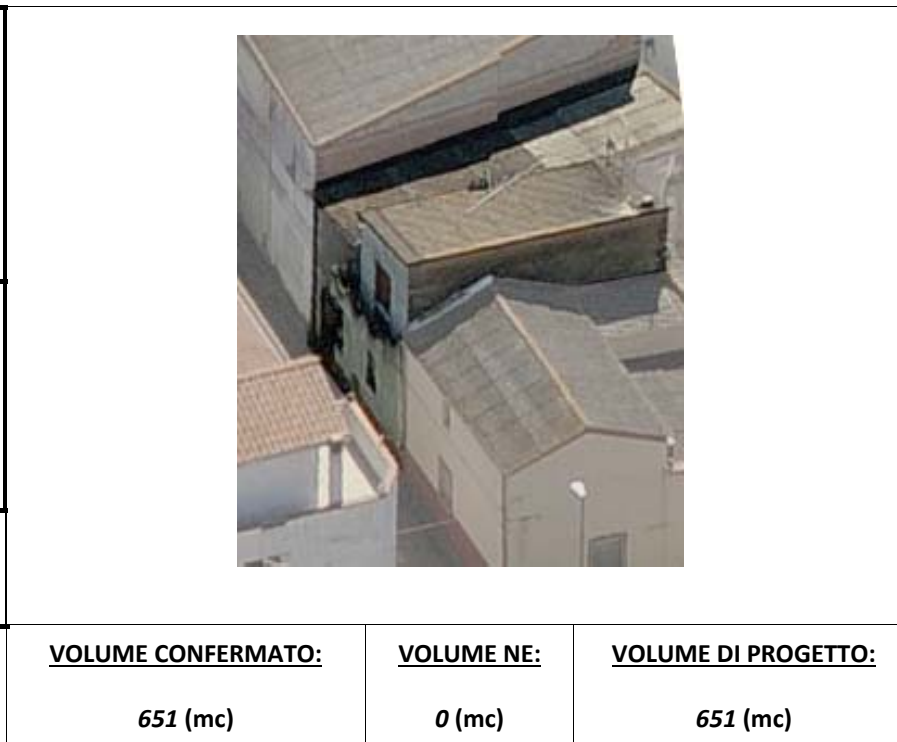 VOLUME CONFERMATO: VOLUME NE: VOLUME DI PROGETTO:
651 (mc) 0 (mc) 651 (mc)